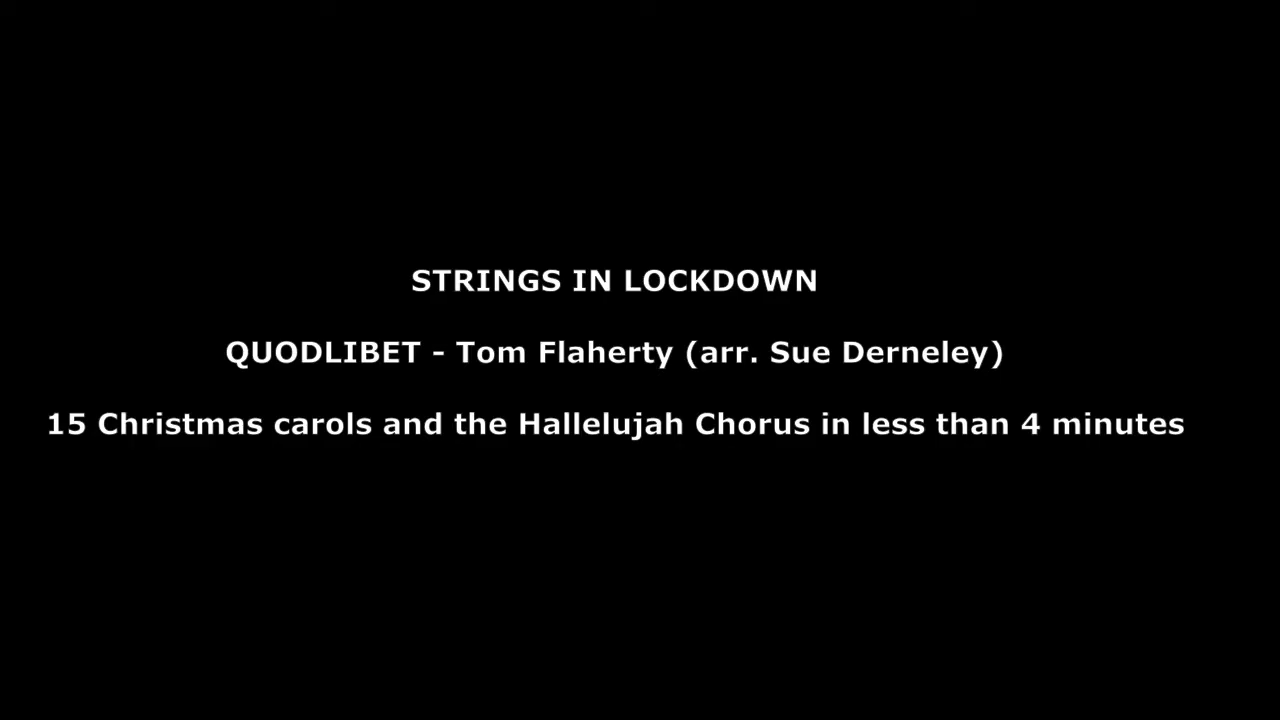 STRINGS IN LOCKDOWN
QUODLIBET - Tom Flaherty (arr. Sue Derneley)
15 Christmas carols and the Hallelujah Chorus in less than 4 minutes